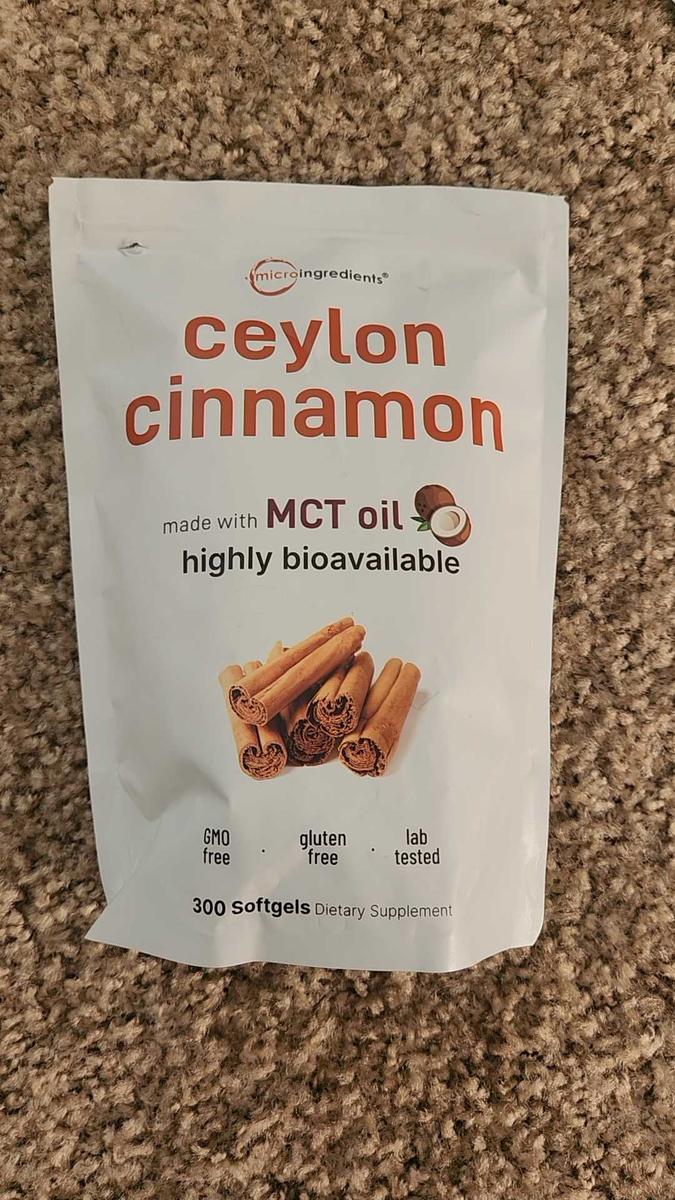 microingredients®
ceylon
cinnamon
made with MCT oil
highly bioavailable
GMO free · gluten free · lab tested
300 Softgels Dietary Supplement